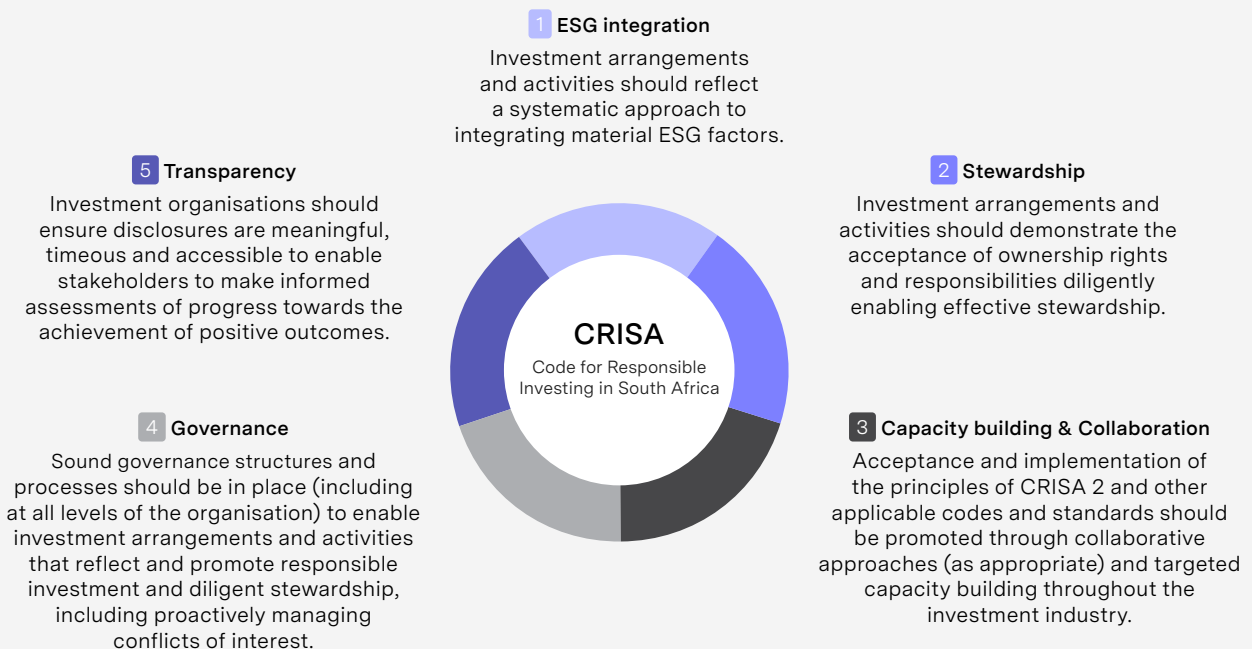 1 ESG integration
Investment arrangements
and activities should reflect
a systematic approach to
integrating material ESG factors.
2 Stewardship
Investment arrangements and
activities should demonstrate the
acceptance of ownership rights
and responsibilities diligently
enabling effective stewardship.
3 Capacity building & Collaboration
Acceptance and implementation of
the principles of CRISA 2 and other
applicable codes and standards should
be promoted through collaborative
approaches (as appropriate) and targeted
capacity building throughout the
investment industry.
4 Governance
Sound governance structures and
processes should be in place (including
at all levels of the organisation) to enable
investment arrangements and activities
that reflect and promote responsible
investment and diligent stewardship,
including proactively managing
conflicts of interest.
5 Transparency
Investment organisations should
ensure disclosures are meaningful,
timeous and accessible to enable
stakeholders to make informed
assessments of progress towards the
achievement of positive outcomes.
CRISA
Code for Responsible
Investing in South Africa